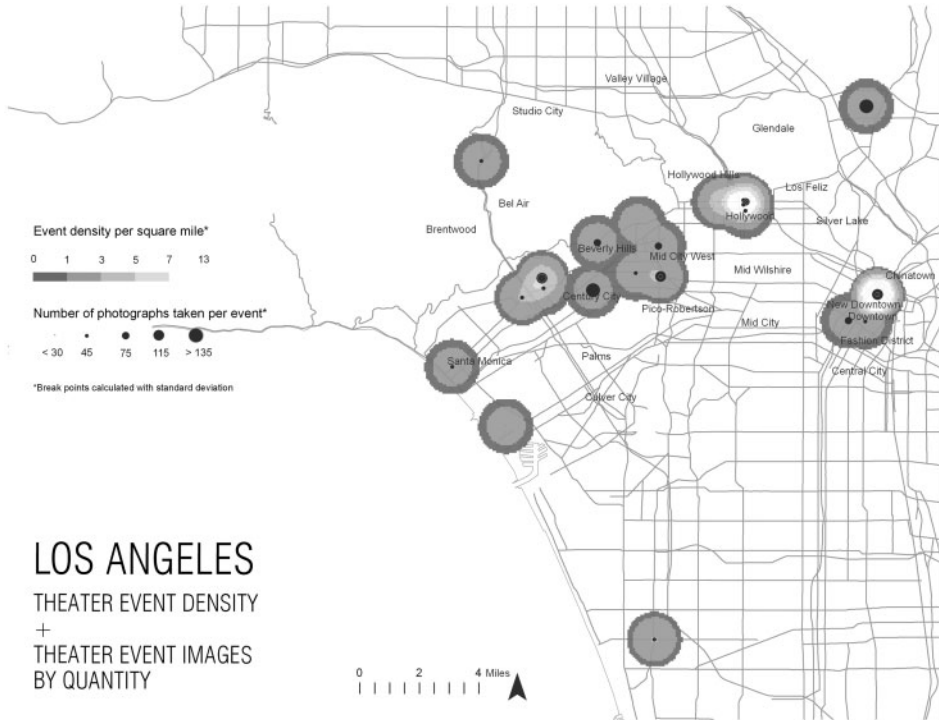 Valley Village
Studio City
Glendale
Hollywood Hills
Los Feliz
Bel Air
Hollywood
Silver Lake
Brentwood
Beverly Hills
Mid City West
Mid Wilshire
Chinatown
Century City
New Downtown
Pico-Robertson
Downtown
Mid City
Fashion District
Santa Monica
Palms
Central City
Culver City
Event density per square mile*
0 1 3 5 7 13
Number of photographs taken per event*
< 30 45 75 115 > 135
*Break points calculated with standard deviation
LOS ANGELES
THEATER EVENT DENSITY
+
THEATER EVENT IMAGES
BY QUANTITY
0 2 4 Miles